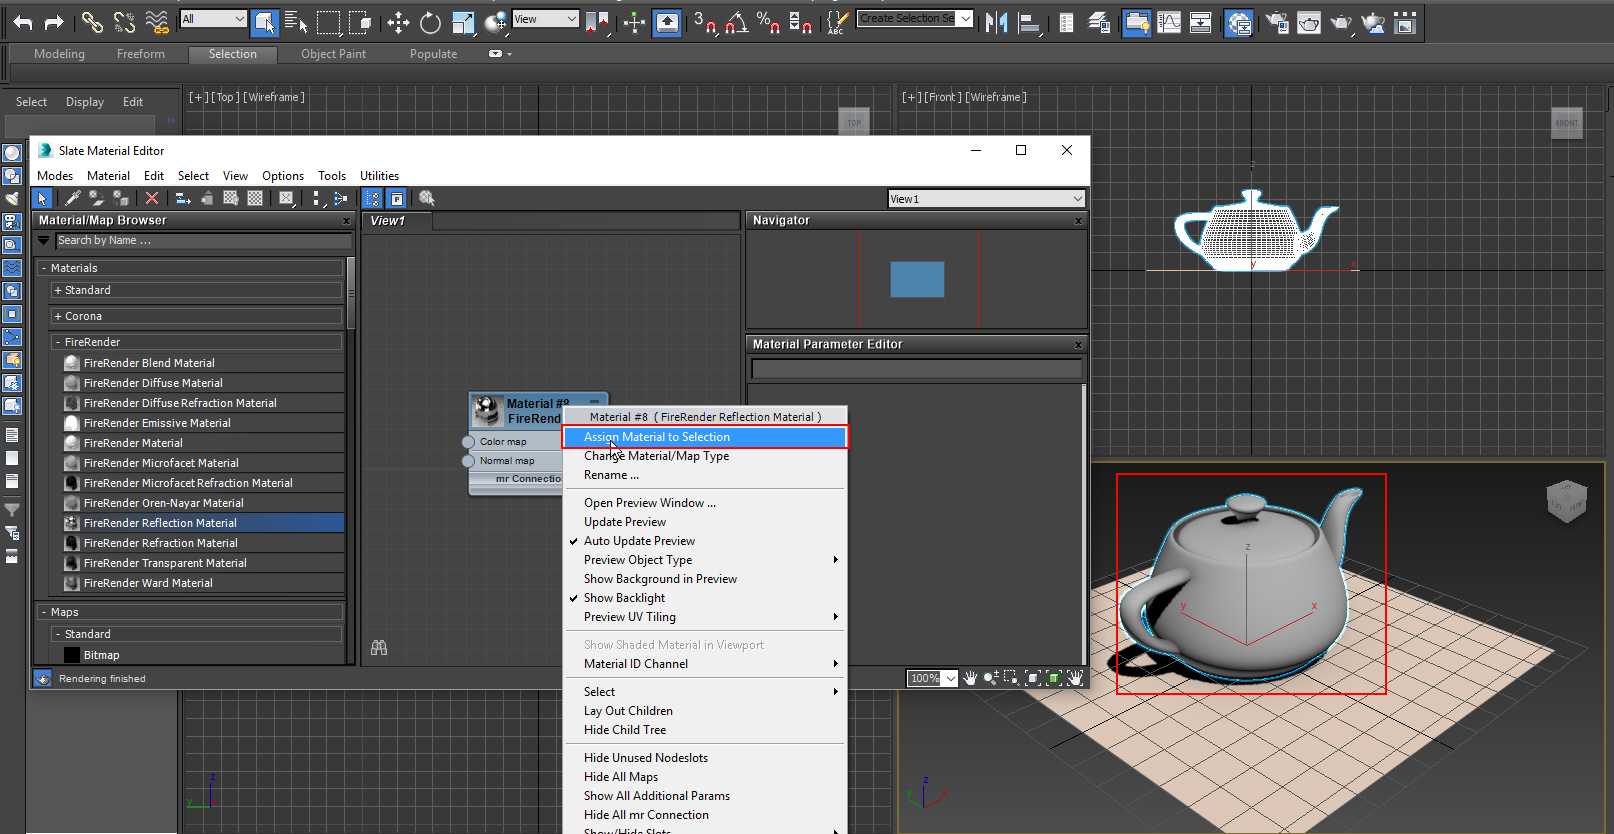 All
View
3
%
ABC
Create Selection Se
Modeling
Freeform
Selection
Object Paint
Populate
Select
Display
Edit
[+][Top][Wireframe]
TOP
[+][Front][Wireframe]
FRONT
Slate Material Editor
Modes
Material
Edit
Select
View
Options
Tools
Utilities
View1
Material/Map Browser
View1
Navigator
Search by Name ...
- Materials
+ Standard
+ Corona
- FireRender
FireRender Blend Material
FireRender Diffuse Material
FireRender Diffuse Refraction Material
FireRender Emissive Material
FireRender Material
FireRender Microfacet Material
FireRender Microfacet Refraction Material
FireRender Oren-Nayar Material
FireRender Reflection Material
FireRender Refraction Material
FireRender Transparent Material
FireRender Ward Material
- Maps
- Standard
Bitmap
Rendering finished
Material #8
FireRend
Color map
Normal map
mr Connectio
Material Parameter Editor
Material #8 ( FireRender Reflection Material )
Assign Material to Selection
Change Material/Map Type
Rename ...
Open Preview Window ...
Update Preview
Auto Update Preview
Preview Object Type
Show Background in Preview
Show Backlight
Preview UV Tiling
Show Shaded Material in Viewport
Material ID Channel
Select
Lay Out Children
Hide Child Tree
Hide Unused Nodeslots
Hide All Maps
Show All Additional Params
Hide All mr Connection
Show/Hide Slots
100%
z
y
x
z
y
x
z
y
x
z
y
x